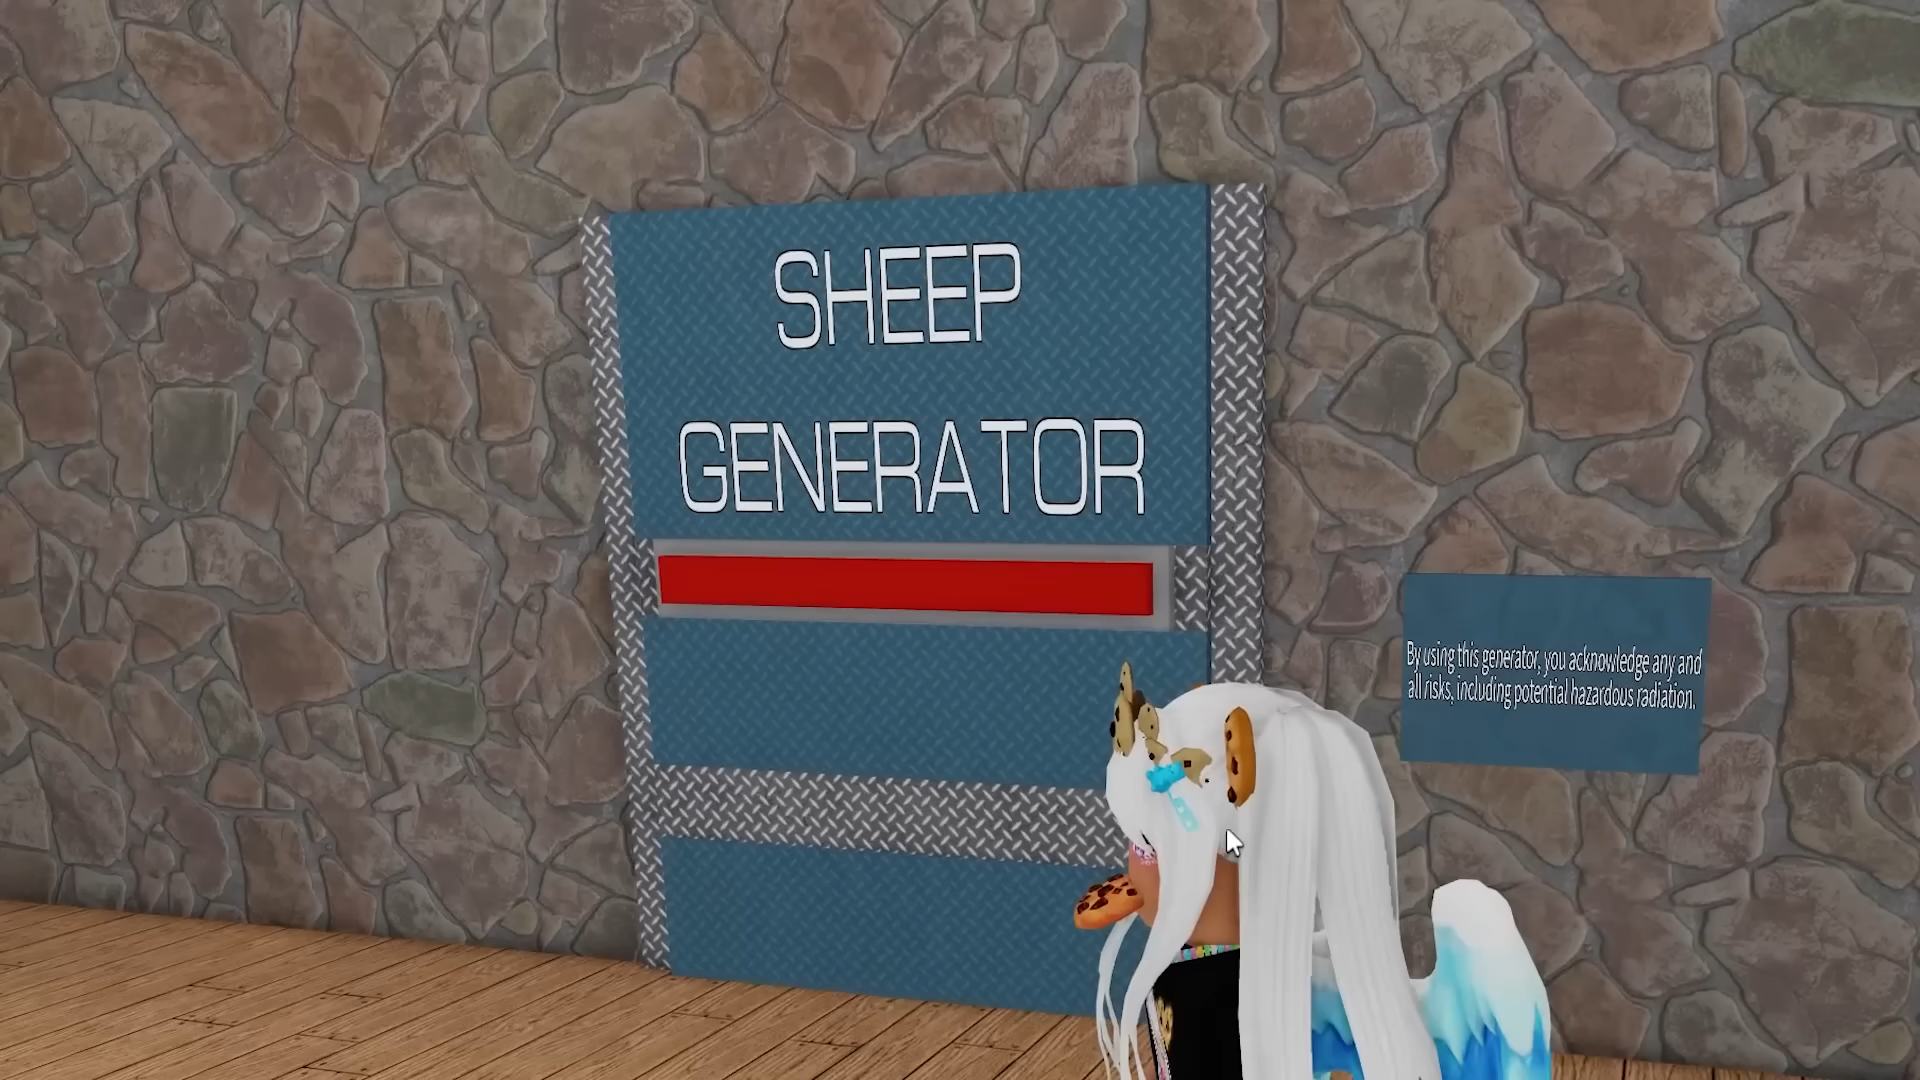 SHEEP
GENERATOR
By using this generator, you acknowledge any and
all risks, including potential hazardous radiation.